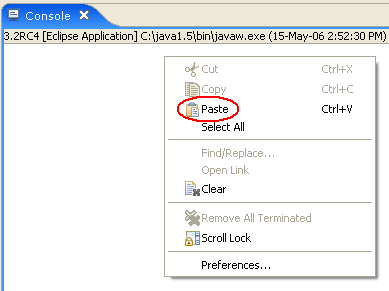 Console
3.2RC4 [Eclipse Application] C:\java1.5\bin\javaw.exe (15-May-06 2:52:30 PM)
Cut Ctrl+X
Copy Ctrl+C
Paste Ctrl+V
Select All
Find/Replace...
Open Link
Clear
Remove All Terminated
Scroll Lock
Preferences...